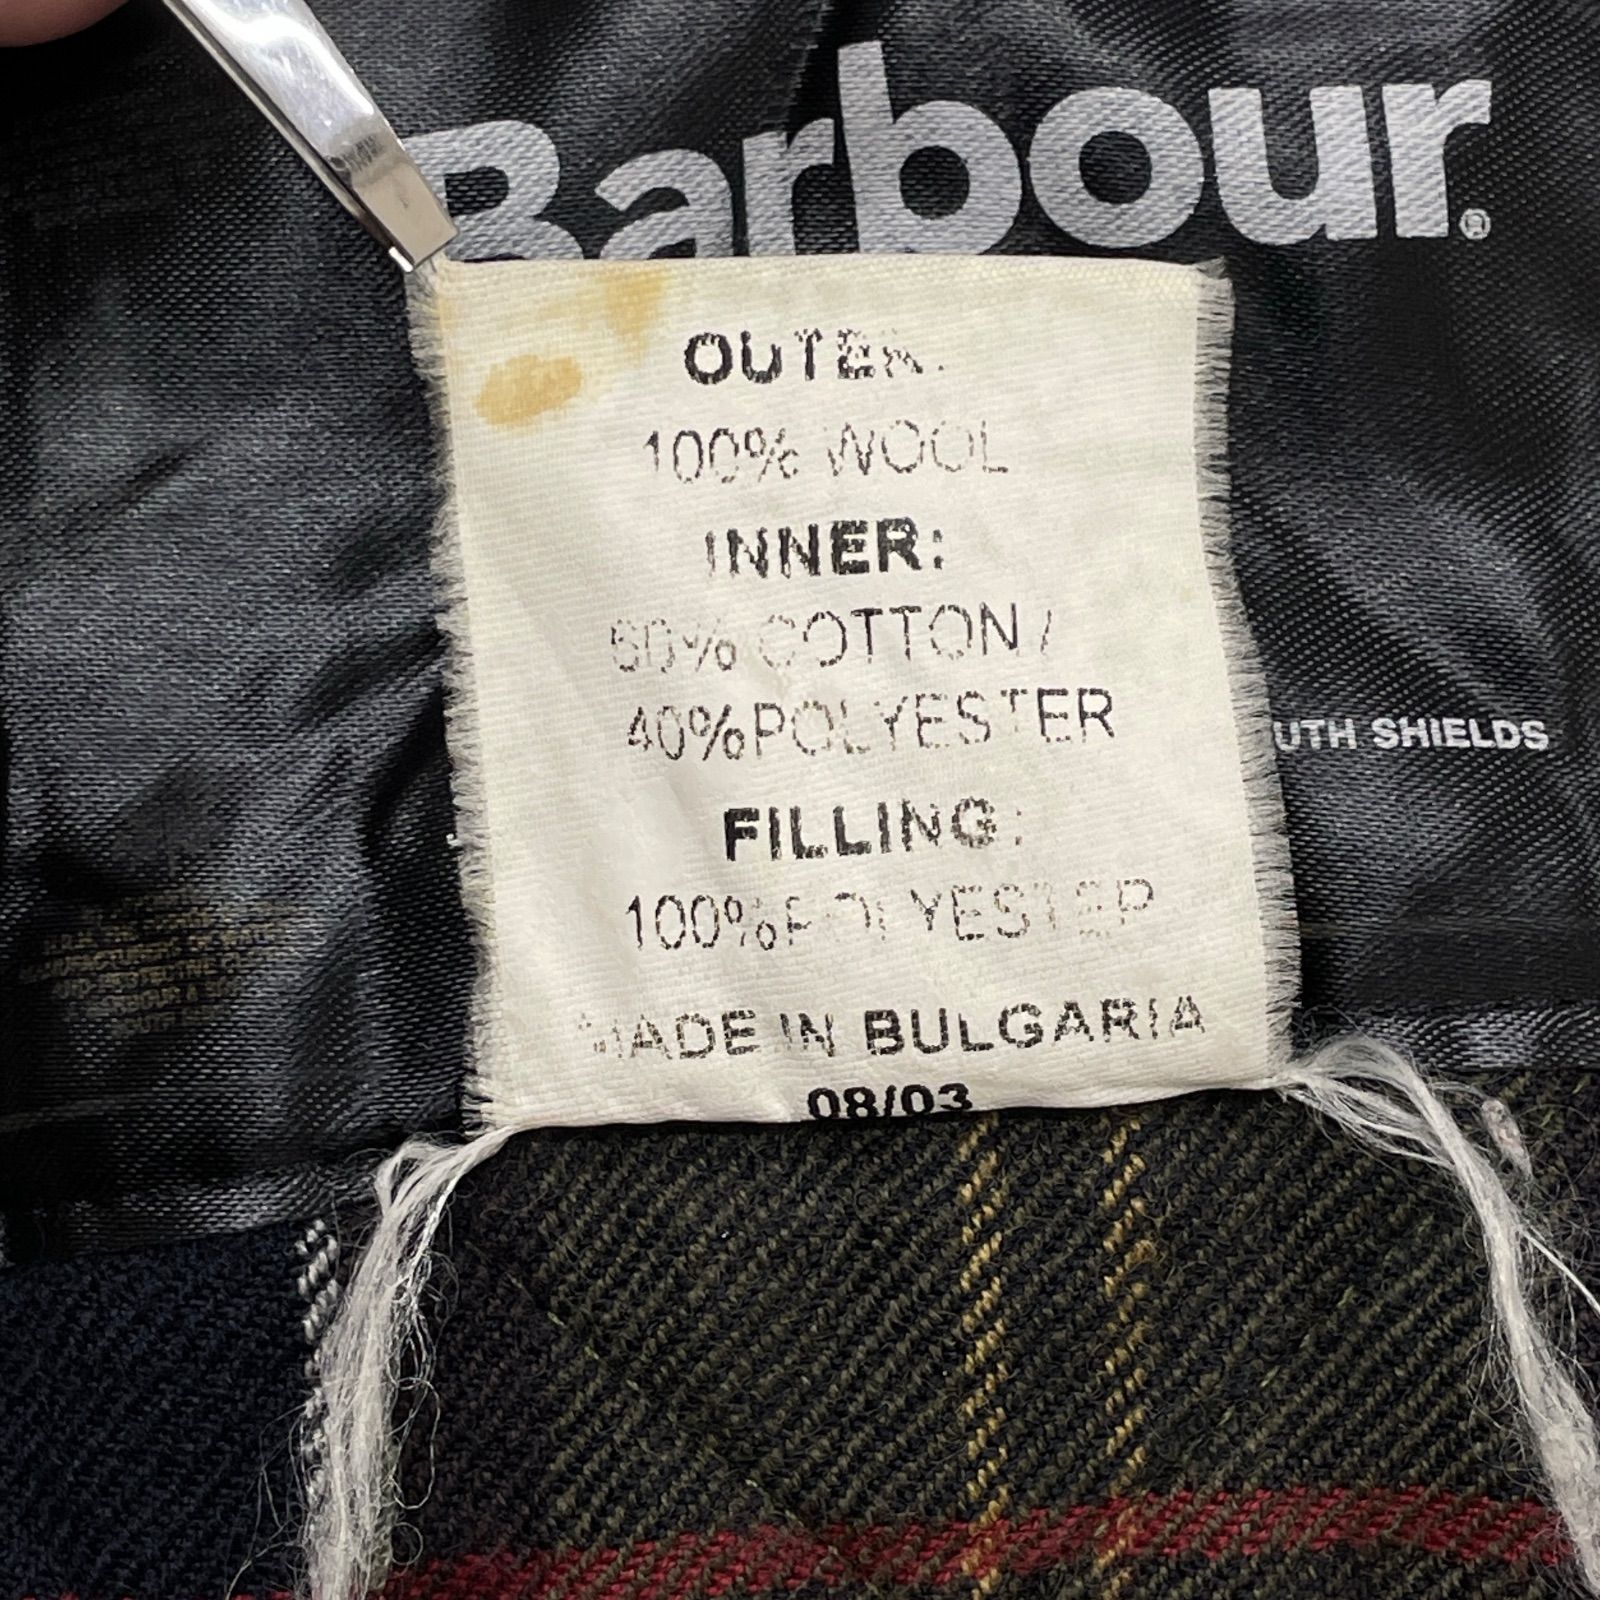 Barbour®
OUTER:
100% WOOL
INNER:
60% COTTON /
40% POLYESTER
UTH SHIELDS
FILLING:
100% POLYESTER
MADE IN BULGARIA
08/03